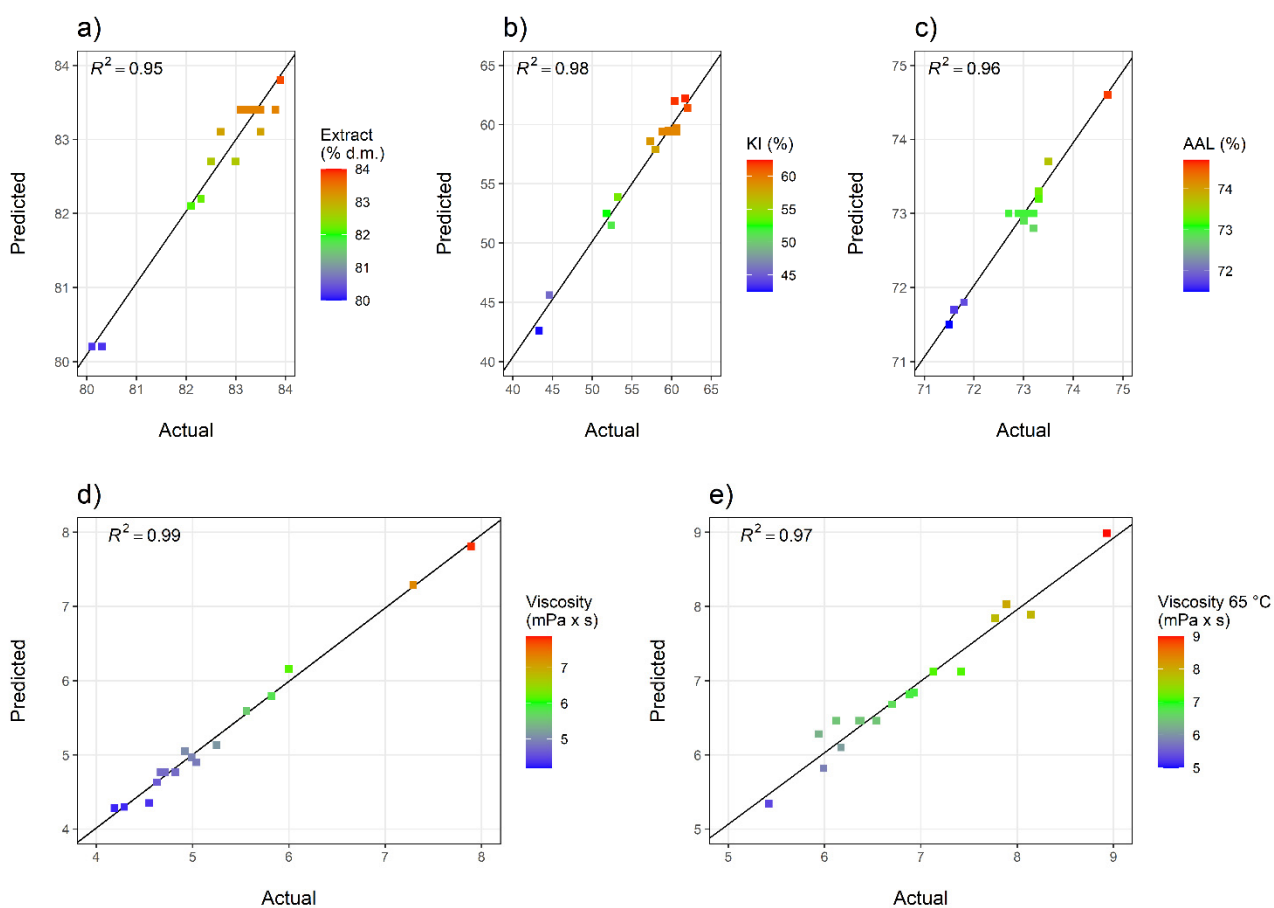 a)
R² = 0.95
84
83
82
81
80
80
81
82
83
84
Predicted
Actual
Extract
(% d.m.)
84
83
82
81
80
b)
R² = 0.98
65
60
55
50
45
40
40
45
50
55
60
65
Predicted
Actual
KI (%)
60
55
50
45
c)
R² = 0.96
75
74
73
72
71
71
72
73
74
75
Predicted
Actual
AAL (%)
74
73
72
d)
R² = 0.99
8
7
6
5
4
4
5
6
7
8
Predicted
Actual
Viscosity
(mPa x s)
7
6
5
e)
R² = 0.97
9
8
7
6
5
5
6
7
8
9
Predicted
Actual
Viscosity 65 °C
(mPa x s)
9
8
7
6
5